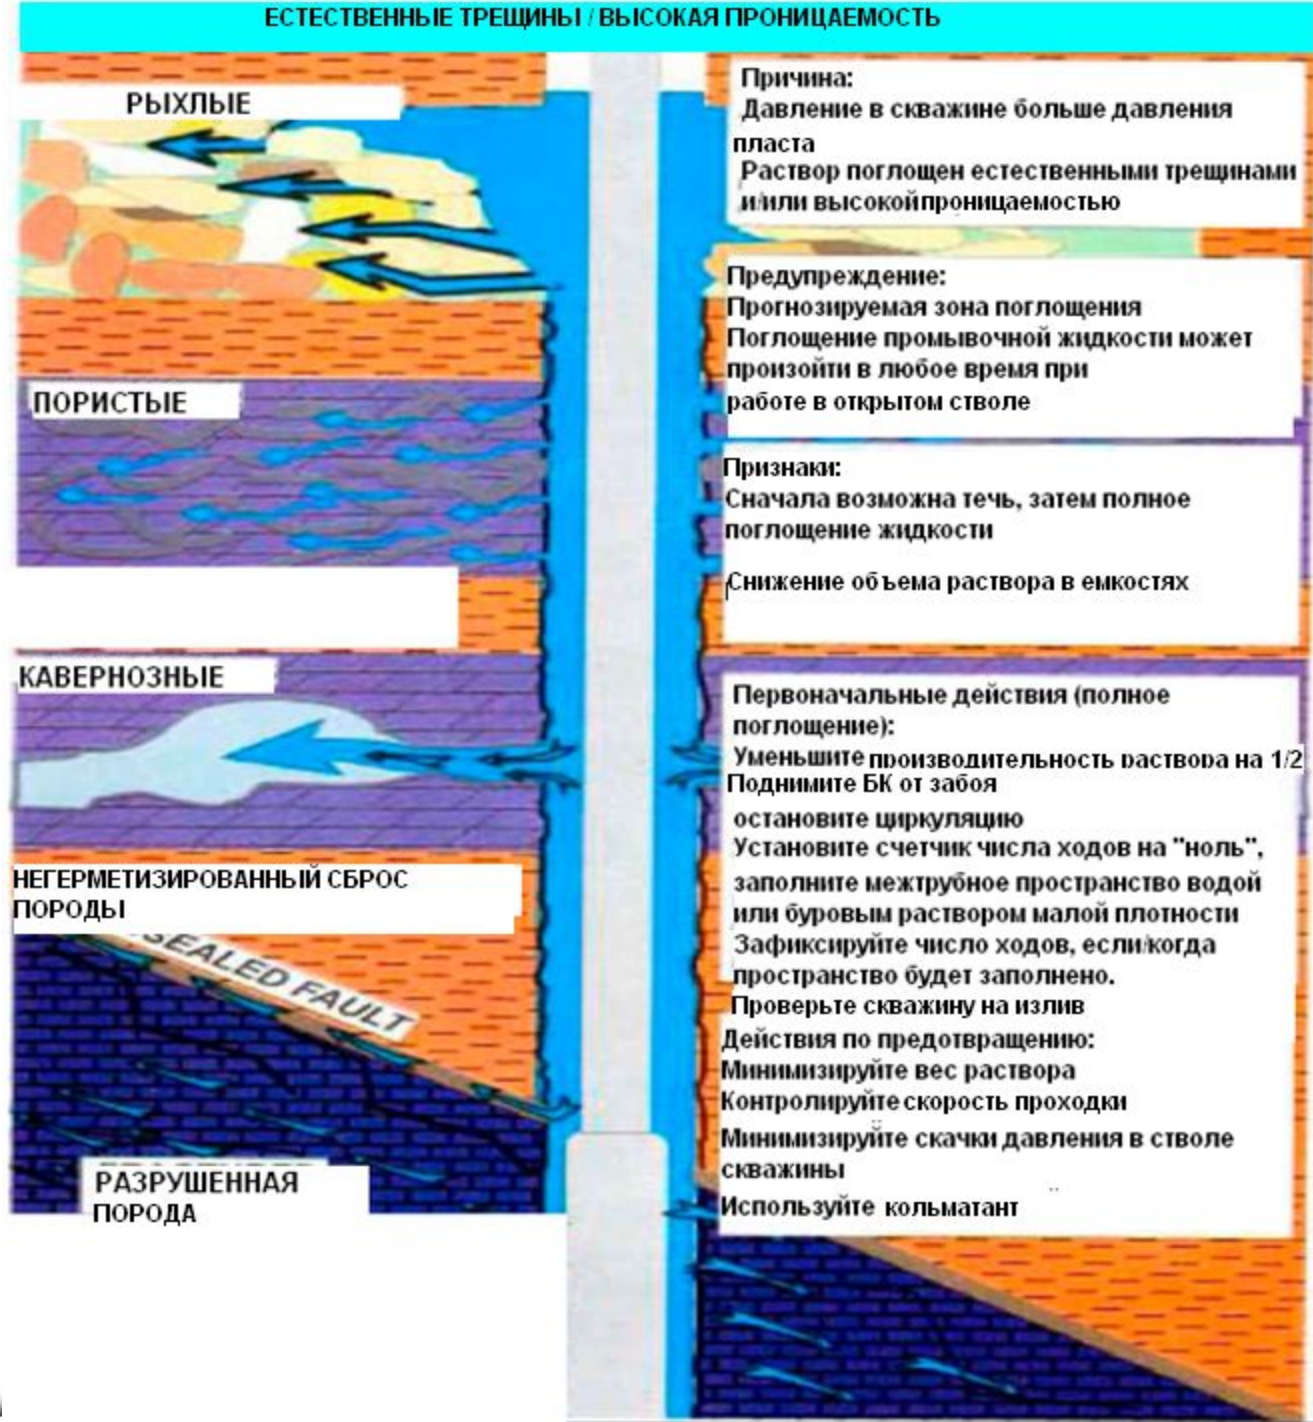 ЕСТЕСТВЕННЫЕ ТРЕЩИНЫ / ВЫСОКАЯ ПРОНИЦАЕМОСТЬ
РЫХЛЫЕ
ПОРИСТЫЕ
КАВЕРНОЗНЫЕ
НЕГЕРМЕТИЗИРОВАННЫЙ СБРОС
ПОРОДЫ
SEALED FAULT
РАЗРУШЕННАЯ
ПОРОДА
Причина:
Давление в скважине больше давления
пласта
Раствор поглощен естественными трещинами
и/или высокой проницаемостью
Предупреждение:
Прогнозируемая зона поглощения
Поглощение промывочной жидкости может
произойти в любое время при
работе в открытом стволе
Признаки:
Сначала возможна течь, затем полное
поглощение жидкости
Снижение объема раствора в емкостях
Первоначальные действия (полное
поглощение):
Уменьшите производительность раствора на 1/2
Поднимите БК от забоя
остановите циркуляцию
Установите счетчик числа ходов на "ноль",
заполните межтрубное пространство водой
или буровым раствором малой плотности
Зафиксируйте число ходов, если/когда
пространство будет заполнено.
Проверьте скважину на излив
Действия по предотвращению:
Минимизируйте вес раствора
Контролируйте скорость проходки
Минимизируйте скачки давления в стволе
скважины
Используйте кольматант